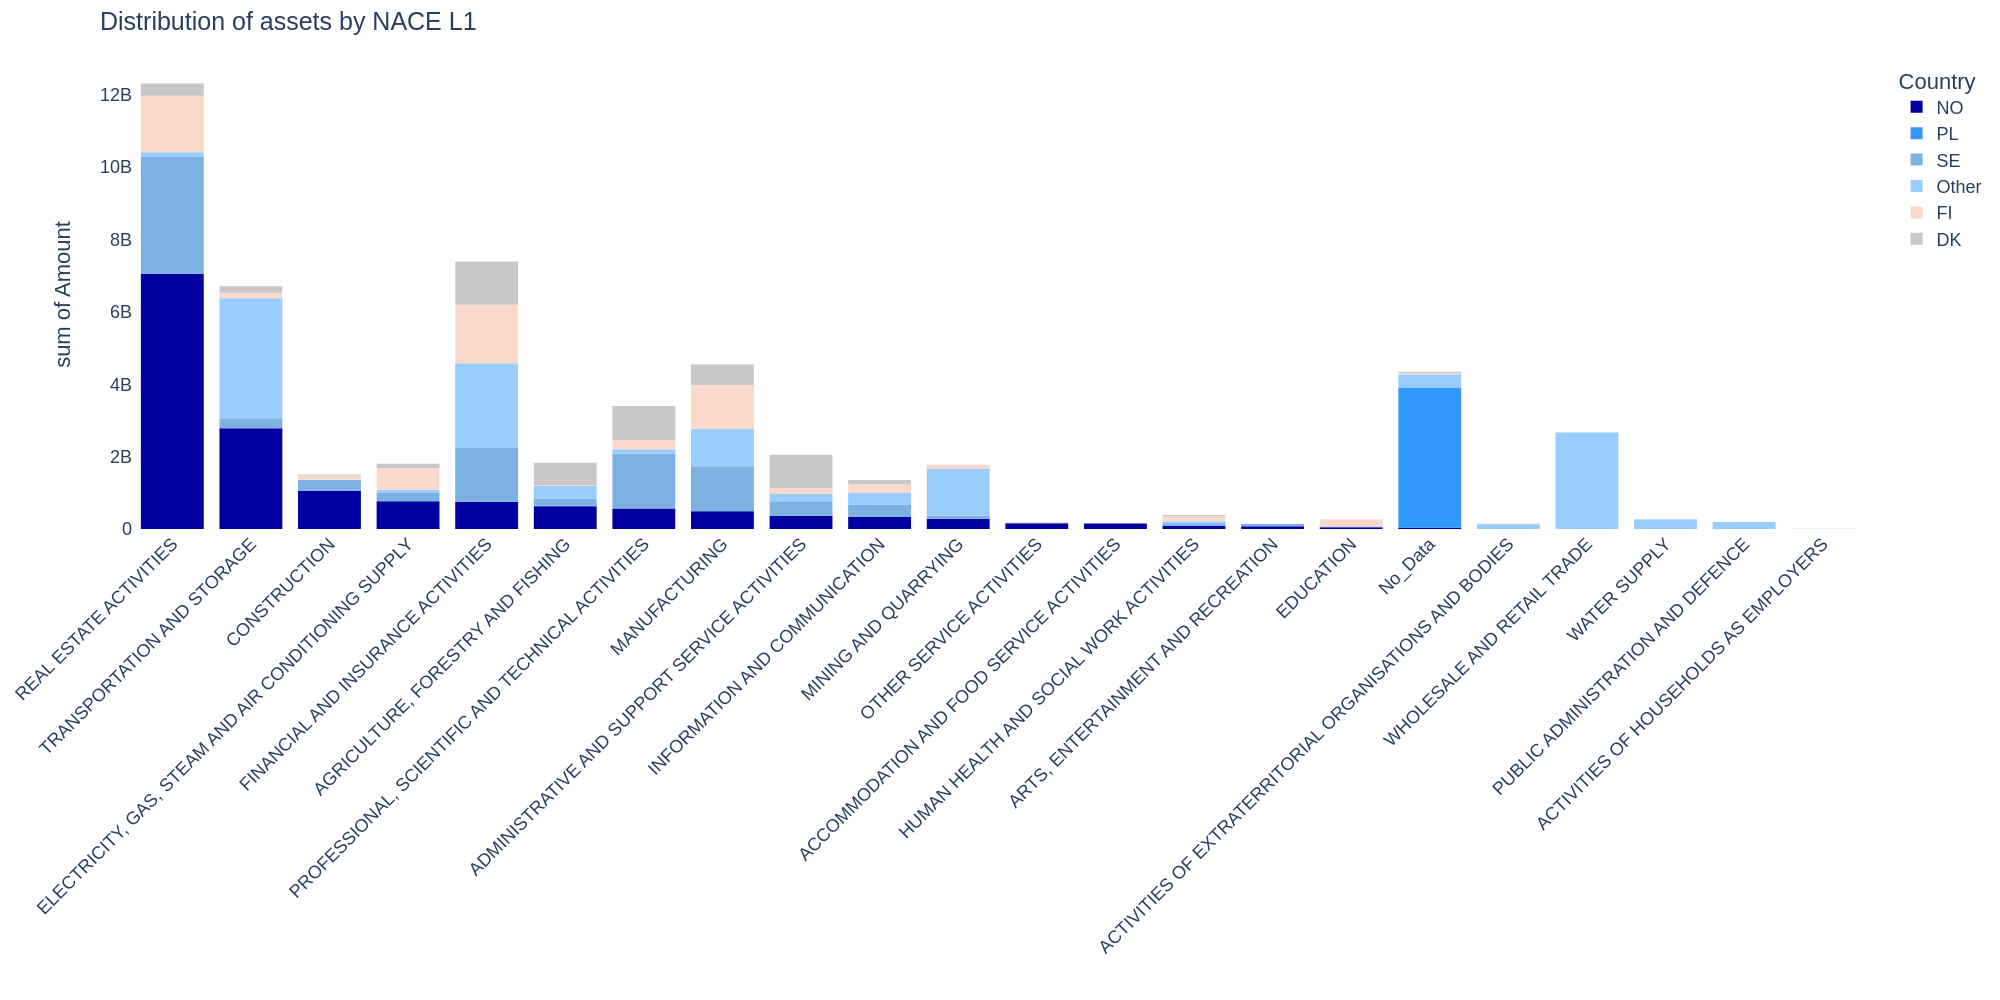 Distribution of assets by NACE L1
sum of Amount
12B
10B
8B
6B
4B
2B
0
REAL ESTATE ACTIVITIES
TRANSPORTATION AND STORAGE
CONSTRUCTION
ELECTRICITY, GAS, STEAM AND AIR CONDITIONING SUPPLY
FINANCIAL AND INSURANCE ACTIVITIES
AGRICULTURE, FORESTRY AND FISHING
PROFESSIONAL, SCIENTIFIC AND TECHNICAL ACTIVITIES
MANUFACTURING
ADMINISTRATIVE AND SUPPORT SERVICE ACTIVITIES
INFORMATION AND COMMUNICATION
MINING AND QUARRYING
OTHER SERVICE ACTIVITIES
ACCOMMODATION AND FOOD SERVICE ACTIVITIES
HUMAN HEALTH AND SOCIAL WORK ACTIVITIES
ARTS, ENTERTAINMENT AND RECREATION
EDUCATION
No_Data
ACTIVITIES OF EXTRATERRITORIAL ORGANISATIONS AND BODIES
WHOLESALE AND RETAIL TRADE
WATER SUPPLY
PUBLIC ADMINISTRATION AND DEFENCE
ACTIVITIES OF HOUSEHOLDS AS EMPLOYERS
Country
NO
PL
SE
Other
FI
DK